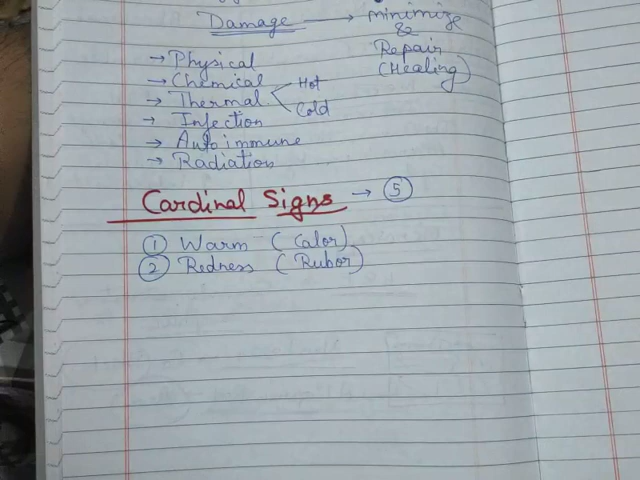 Damage → minimize
&
Repair
(Healing)
→ Physical
→ Chemical
→ Thermal < Hot
Cold
→ Infection
→ Autoimmune
→ Radiation
Cardinal Signs → 5
1 Warm (Calor)
2 Redness (Rubor)